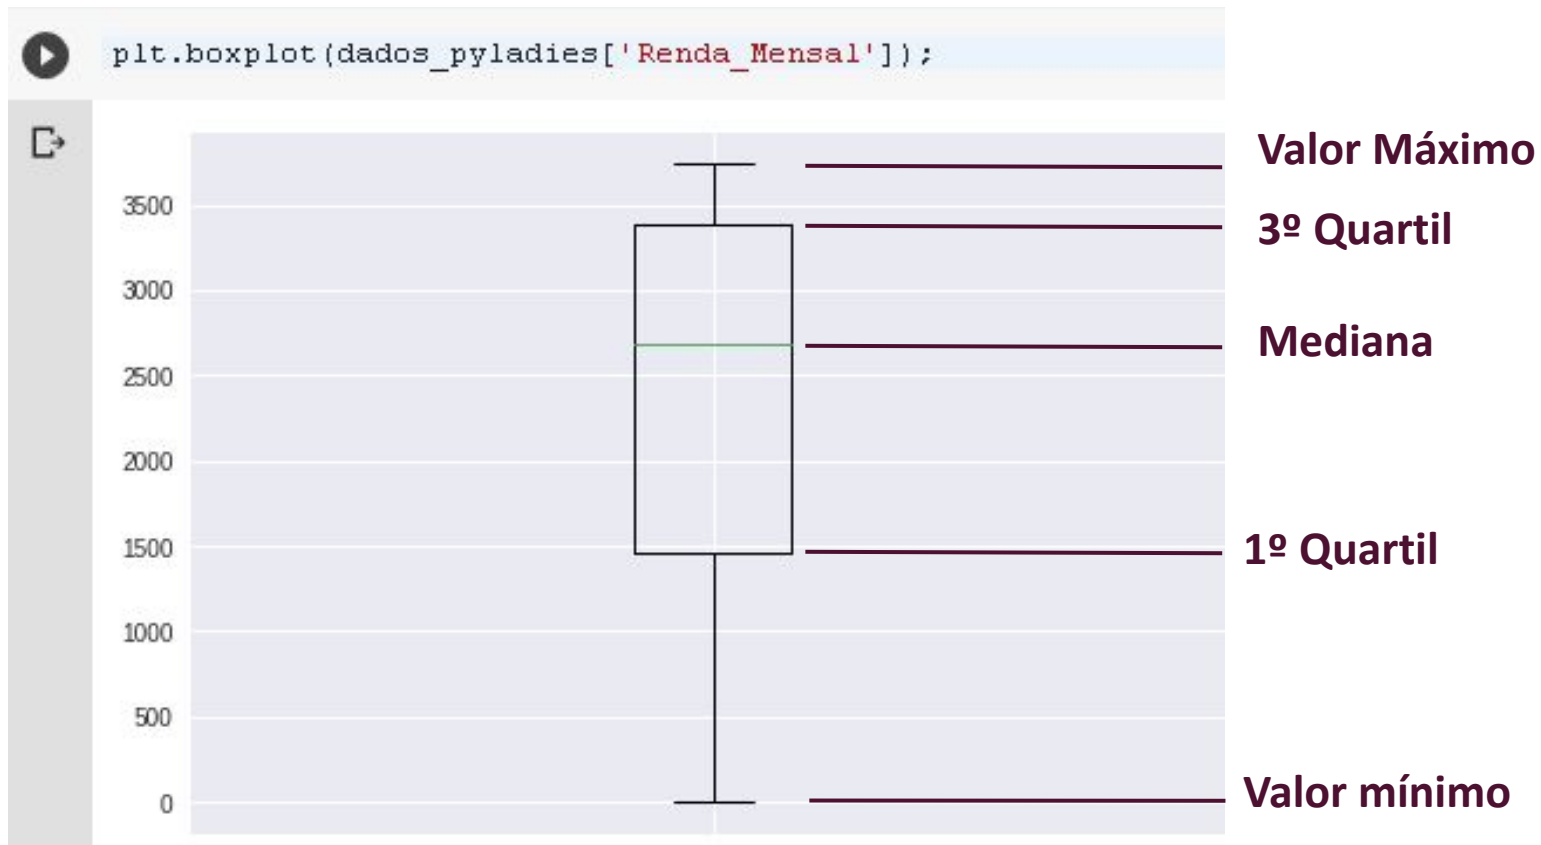 plt.boxplot(dados_pyladies['Renda_Mensal']);
Valor Máximo
3500
3º Quartil
3000
Mediana
2500
2000
1500
1º Quartil
1000
500
0
Valor mínimo